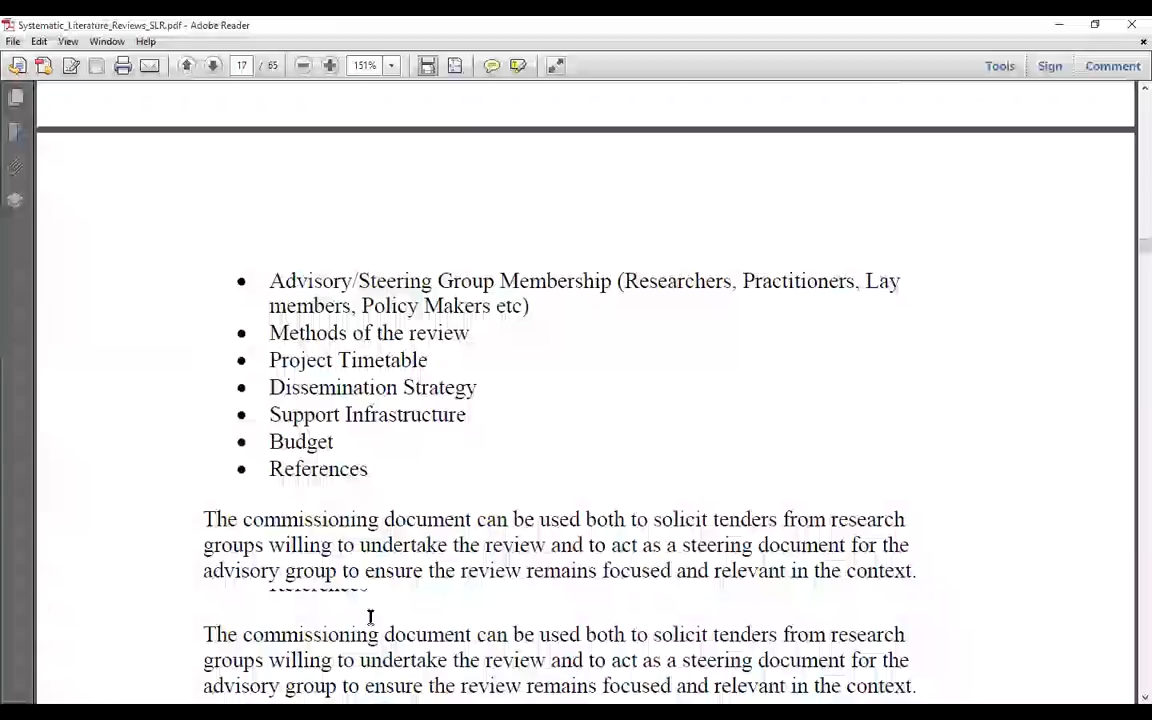 Systematic_Literature_Reviews_SLR.pdf - Adobe Reader
File Edit View Window Help
17 / 65 151% Tools Sign Comment
• Advisory/Steering Group Membership (Researchers, Practitioners, Lay
members, Policy Makers etc)
• Methods of the review
• Project Timetable
• Dissemination Strategy
• Support Infrastructure
• Budget
• References
The commissioning document can be used both to solicit tenders from research
groups willing to undertake the review and to act as a steering document for the
advisory group to ensure the review remains focused and relevant in the context.
The commissioning document can be used both to solicit tenders from research
groups willing to undertake the review and to act as a steering document for the
advisory group to ensure the review remains focused and relevant in the context.